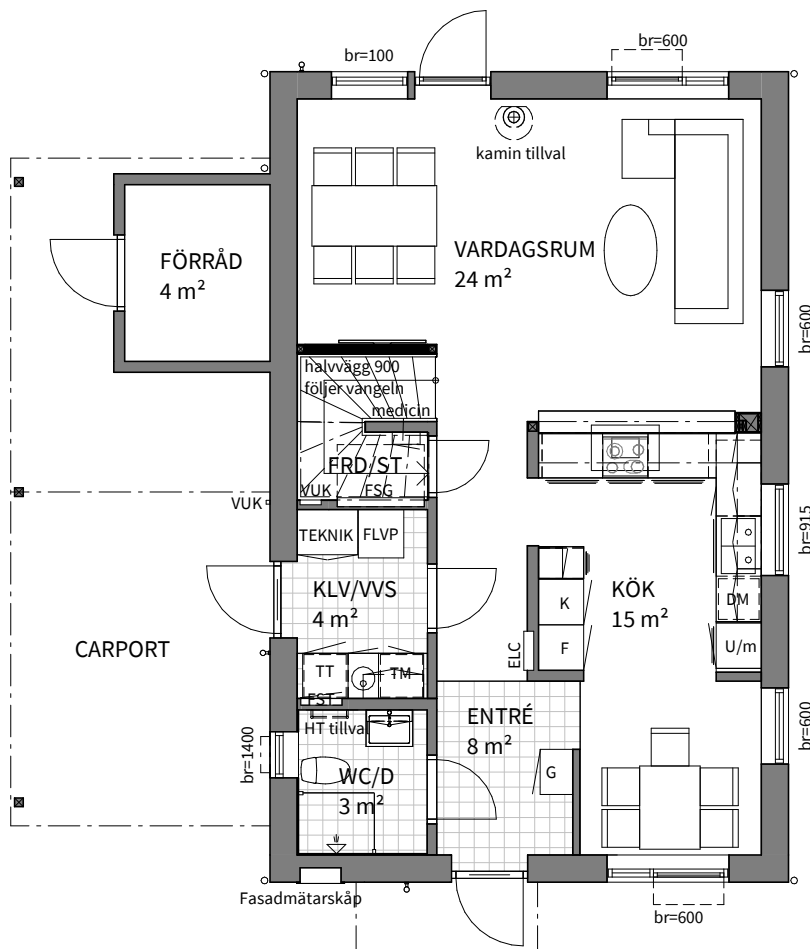 br=100
br=600
kamin tillval
VARDAGSRUM
24 m²
FÖRRÅD
4 m²
br=600
halvvägg 900
följer vangeln
medicin
FRD/ST
VUK
FSG
VUK
TEKNIK
FLVP
br=915
KLV/VVS
4 m²
KÖK
15 m²
K
DM
F
U/m
ELC
CARPORT
TT
TM
FST
HT tillval
ENTRÉ
8 m²
br=600
br=1400
WC/D
3 m²
G
Fasadmätarskåp
br=600